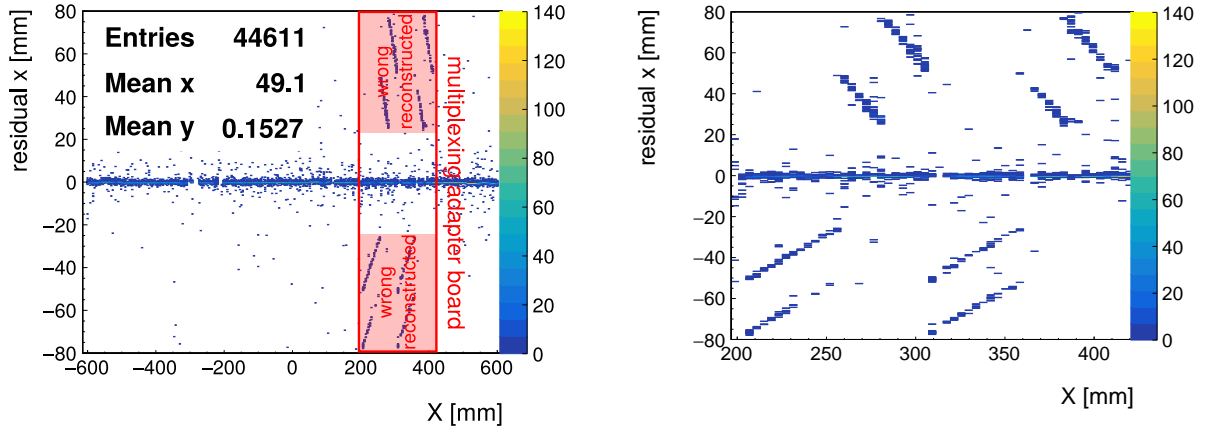 residual x [mm]
80
60
40
20
0
−20
−40
−60
−80
Entries 44611
Mean x 49.1
Mean y 0.1527
wrong
reconstructed
wrong
reconstructed
multiplexing adapter board
−600 −400 −200 0 200 400 600
X [mm]
140
120
100
80
60
40
20
0
residual x [mm]
80
60
40
20
0
−20
−40
−60
−80
200 250 300 350 400
X [mm]
140
120
100
80
60
40
20
0